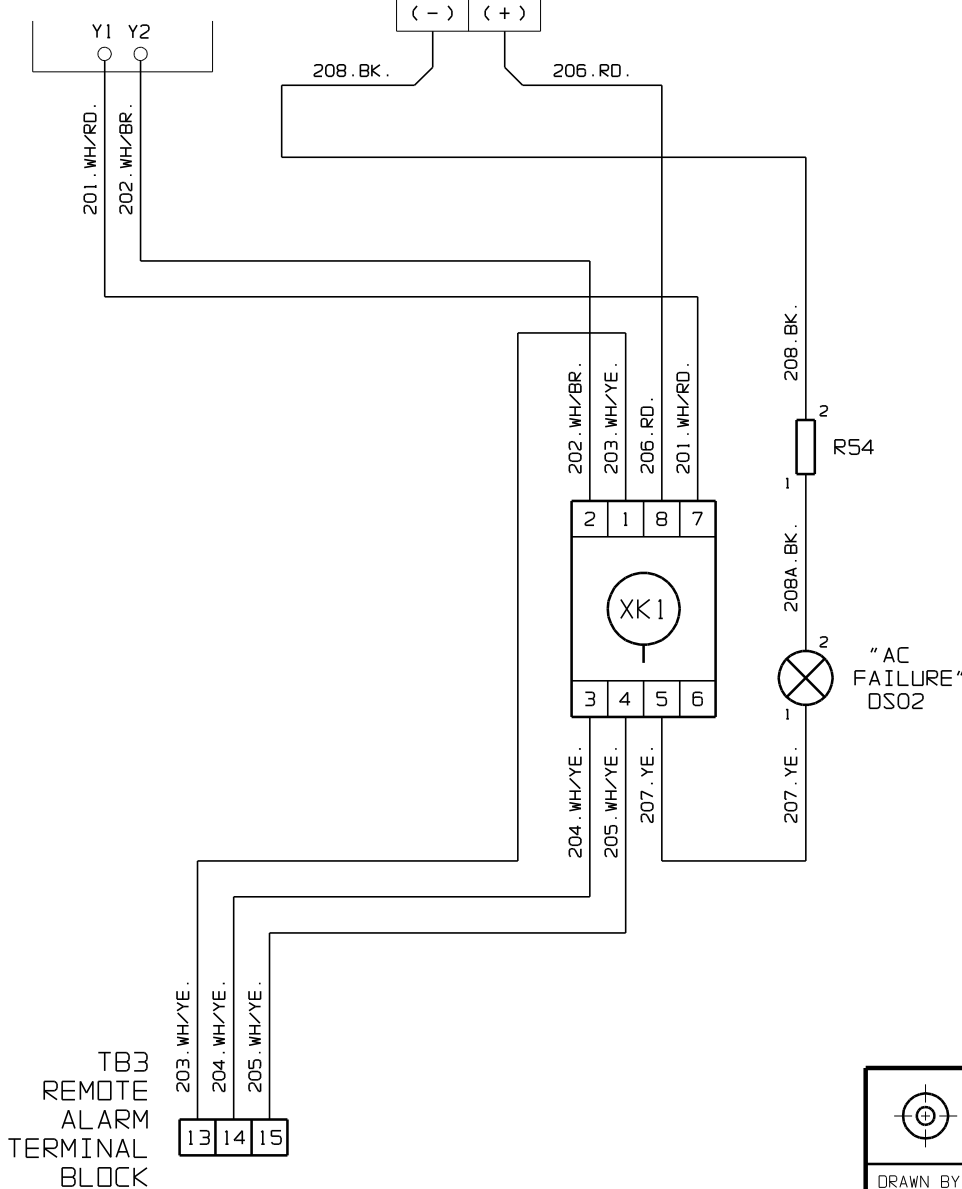 ( - ) ( + )
Y1 Y2
208.BK. 206.RD.
201.WH/RD.
202.WH/BR.
208.BK.
202.WH/BR.
203.WH/YE.
206.RD.
201.WH/RD.
2
R54
1
2 1 8 7
208A.BK.
XK1
2
"AC
FAILURE"
DS02
1
3 4 5 6
204.WH/YE.
205.WH/YE.
207.YE.
207.YE.
203.WH/YE.
204.WH/YE.
205.WH/YE.
TB3
REMOTE
ALARM
TERMINAL
BLOCK
13 14 15
DRAWN BY